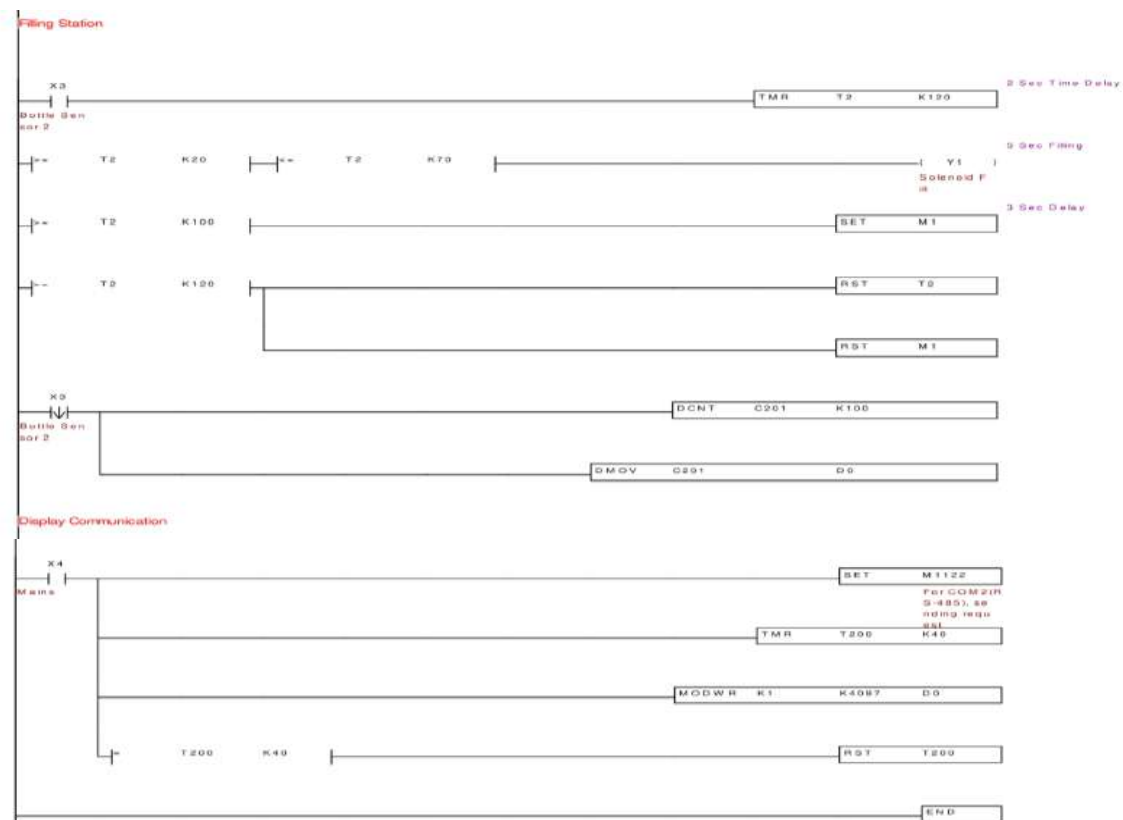 Filling Station
X3
2 Sec Time Delay
TMR T2 K120
Bottle Sen
sor 2
5 Sec Filling
>= T2 K20 <= T2 K70 ( Y1 )
Solenoid F
ill
3 Sec Delay
>= T2 K100 SET M1
>= T2 K120 RST T2
RST M1
X3
DCNT C201 K100
Bottle Sen
sor 2
DMOV C201 D0
Display Communication
X4
SET M1122
Mains
For COM2(R
S-485), se
nding requ
est
TMR T200 K40
MODWR K1 K4097 D0
= T200 K40 RST T200
END